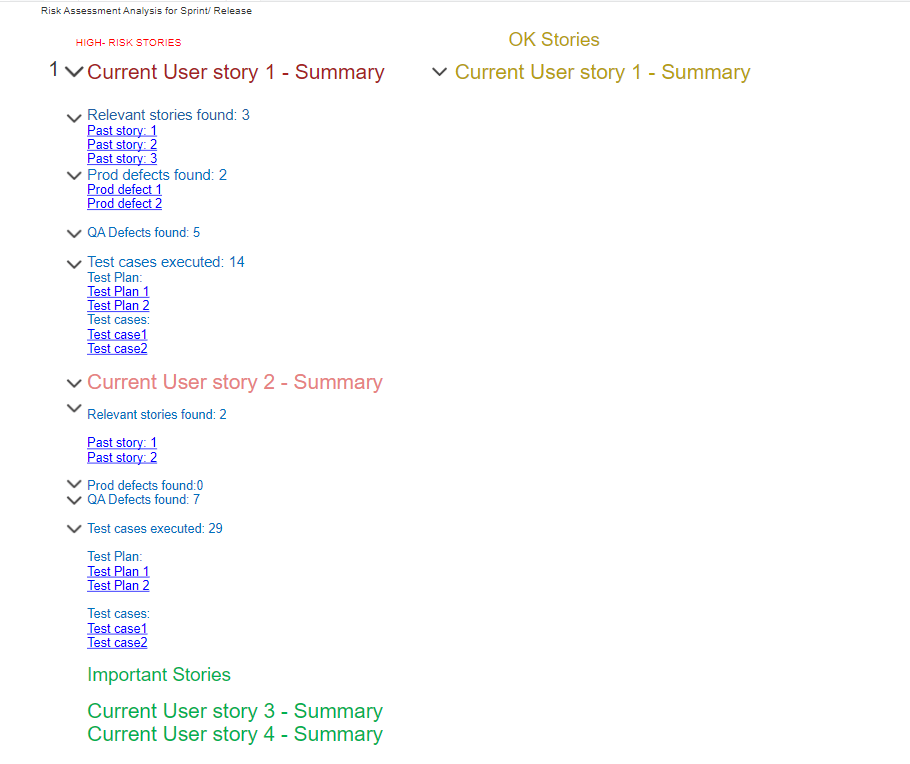 Risk Assessment Analysis for Sprint/ Release
HIGH- RISK STORIES
1
Current User story 1 - Summary
Relevant stories found: 3
Past story: 1
Past story: 2
Past story: 3
Prod defects found: 2
Prod defect 1
Prod defect 2
QA Defects found: 5
Test cases executed: 14
Test Plan:
Test Plan 1
Test Plan 2
Test cases:
Test case1
Test case2
Current User story 2 - Summary
Relevant stories found: 2
Past story: 1
Past story: 2
Prod defects found:0
QA Defects found: 7
Test cases executed: 29
Test Plan:
Test Plan 1
Test Plan 2
Test cases:
Test case1
Test case2
Important Stories
Current User story 3 - Summary
Current User story 4 - Summary
OK Stories
Current User story 1 - Summary